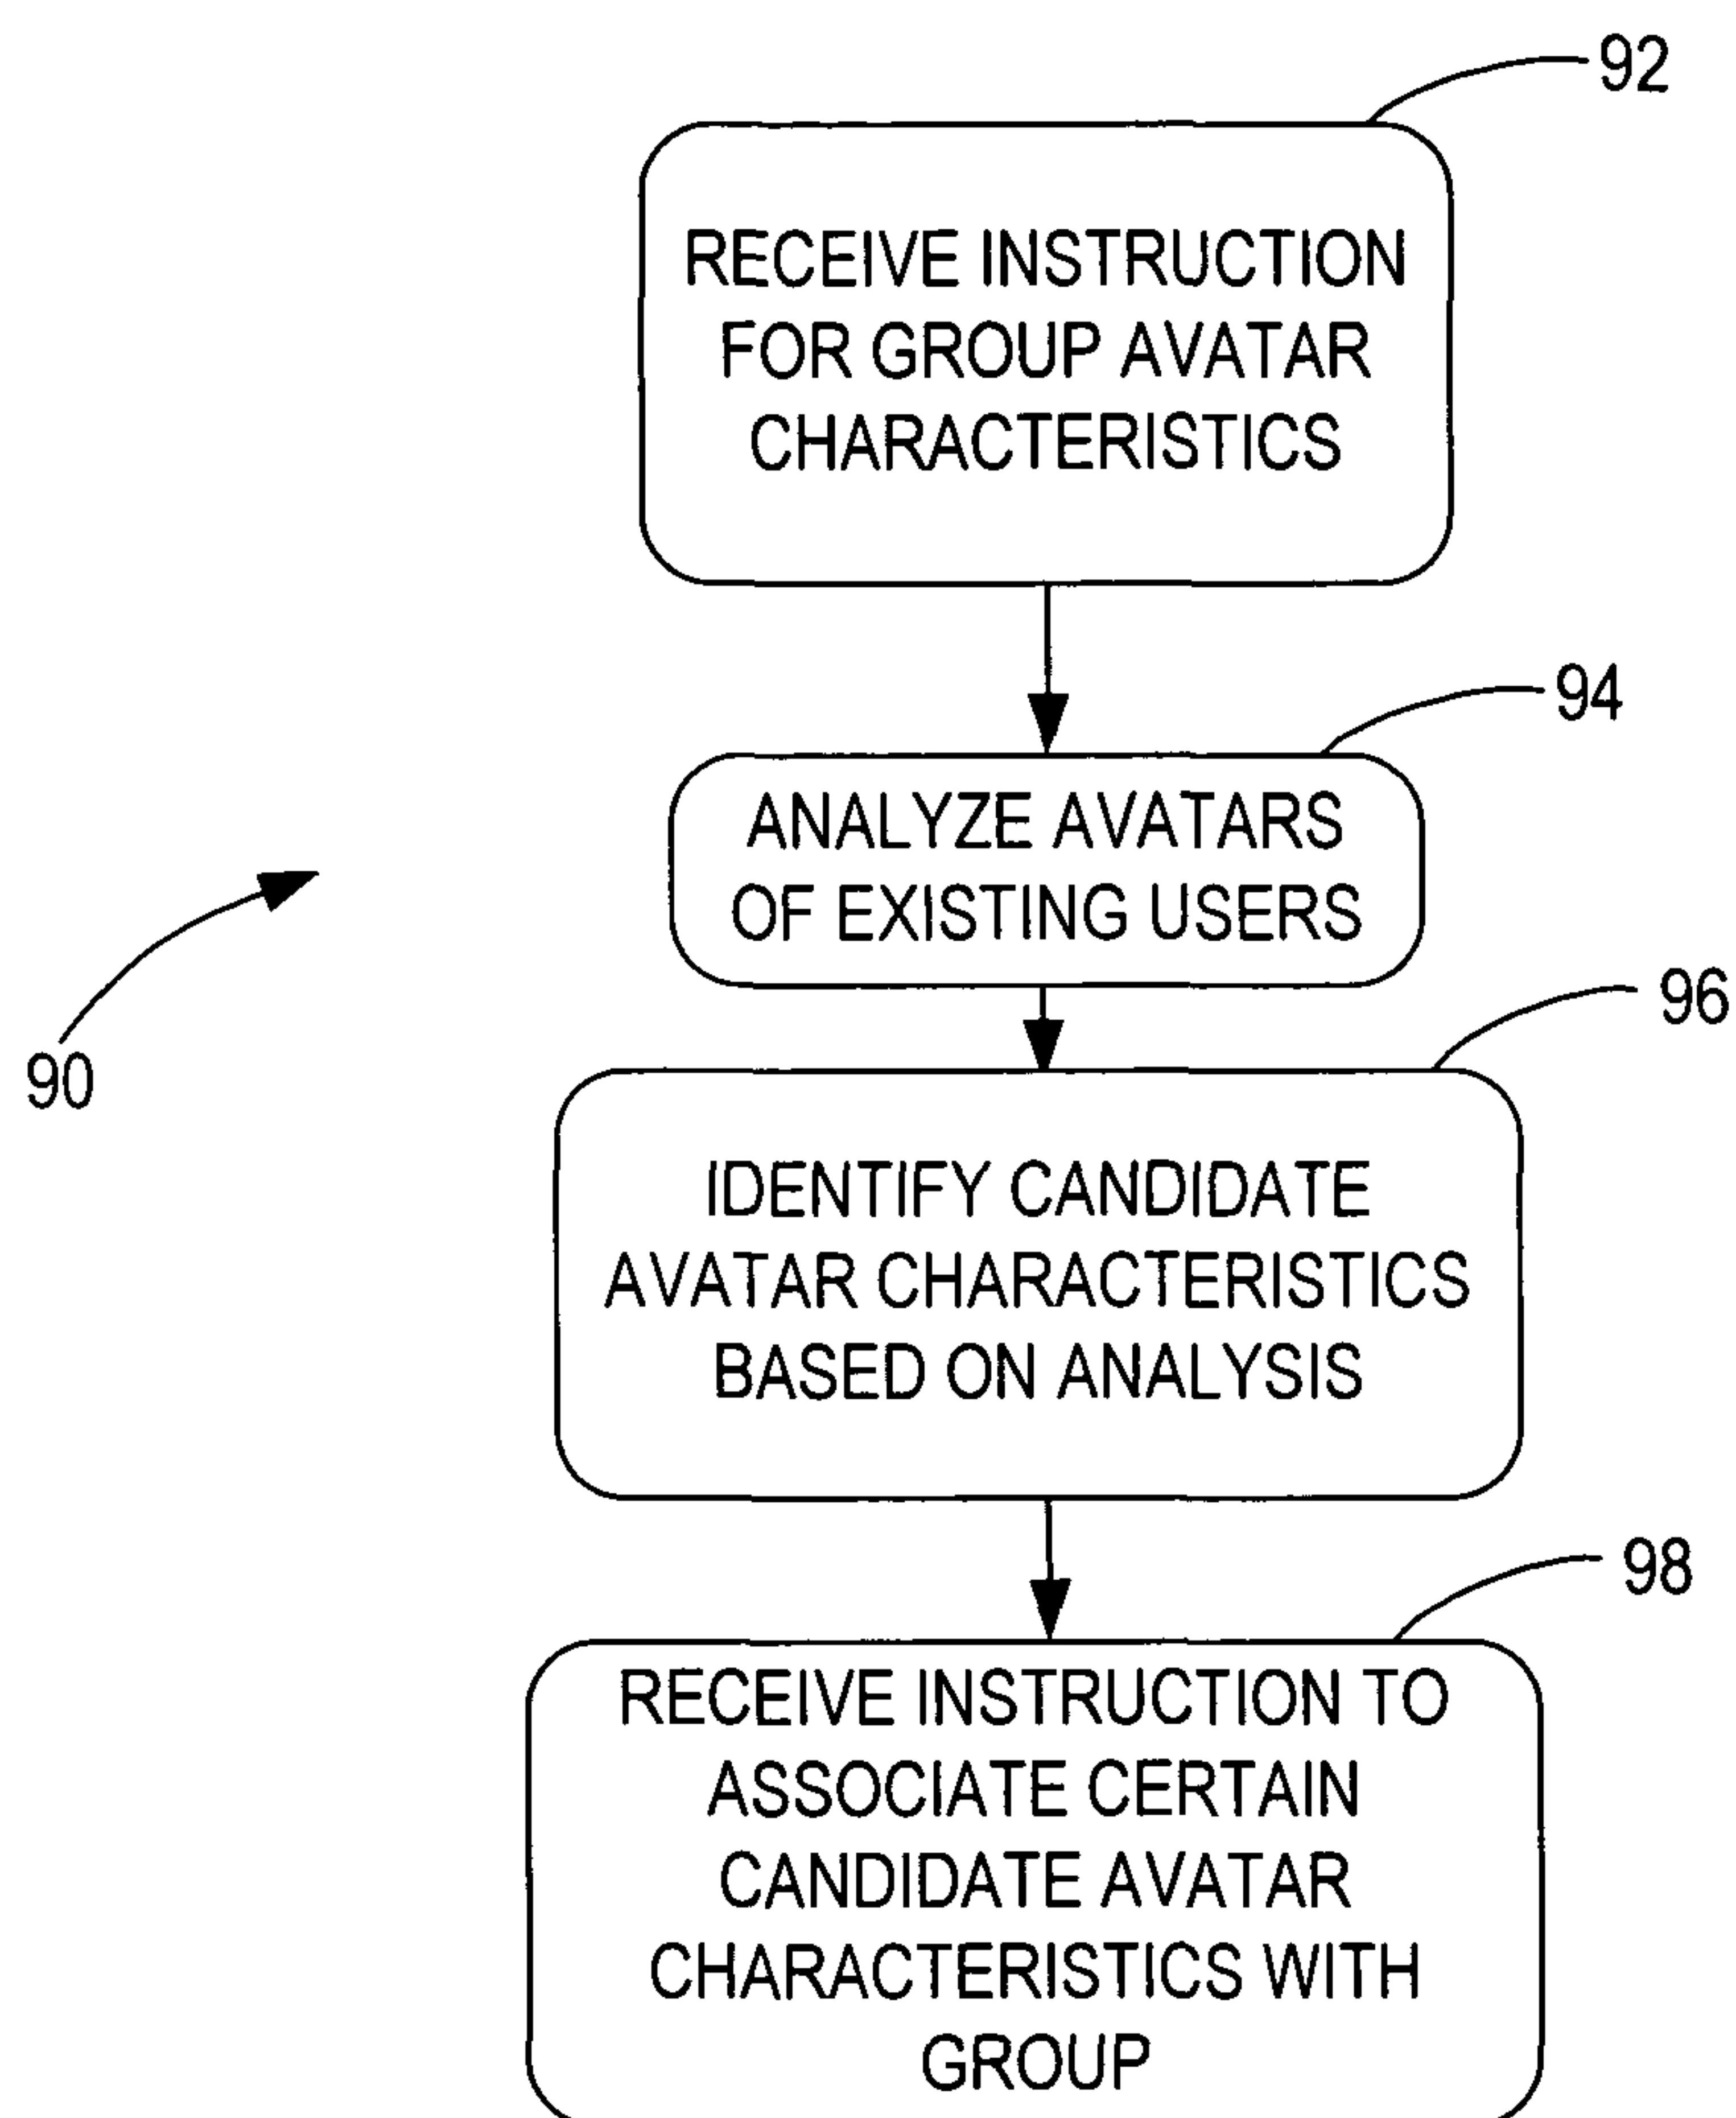 92
RECEIVE INSTRUCTION
FOR GROUP AVATAR
CHARACTERISTICS
94
ANALYZE AVATARS
OF EXISTING USERS
96
90
IDENTIFY CANDIDATE
AVATAR CHARACTERISTICS
BASED ON ANALYSIS
98
RECEIVE INSTRUCTION TO
ASSOCIATE CERTAIN
CANDIDATE AVATAR
CHARACTERISTICS WITH
GROUP